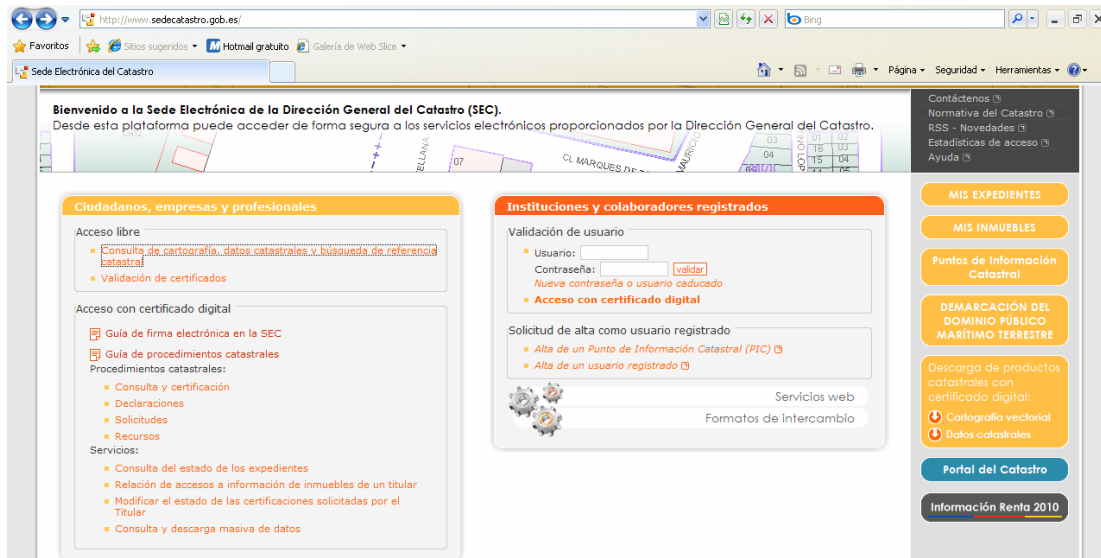 http://www.sedecatastro.gob.es/
Bing
Favoritos
Sitios sugeridos
Hotmail gratuito
Galería de Web Slice
Sede Electrónica del Catastro
Página
Seguridad
Herramientas
Bienvenido a la Sede Electrónica de la Dirección General del Catastro (SEC).
Desde esta plataforma puede acceder de forma segura a los servicios electrónicos proporcionados por la Dirección General del Catastro.
07
CL MARQUES DE
03
04
01 02
16 03
15 04
Contáctenos
Normativa del Catastro
RSS - Novedades
Estadísticas de acceso
Ayuda
Ciudadanos, empresas y profesionales
Acceso libre
Consulta de cartografía, datos catastrales y búsqueda de referencia
catastral
Validación de certificados
Acceso con certificado digital
Guía de firma electrónica en la SEC
Guía de procedimientos catastrales
Procedimientos catastrales:
Consulta y certificación
Declaraciones
Solicitudes
Recursos
Servicios:
Consulta del estado de los expedientes
Relación de accesos a información de inmuebles de un titular
Modificar el estado de las certificaciones solicitadas por el
Titular
Consulta y descarga masiva de datos
Instituciones y colaboradores registrados
Validación de usuario
Usuario:
Contraseña: validar
Nueva contraseña o usuario caducado
Acceso con certificado digital
Solicitud de alta como usuario registrado
Alta de un Punto de Información Catastral (PIC)
Alta de un usuario registrado
Servicios web
Formatos de intercambio
MIS EXPEDIENTES
MIS INMUEBLES
Puntos de Información
Catastral
DEMARCACIÓN DEL
DOMINIO PÚBLICO
MARÍTIMO TERRESTRE
Descarga de productos
catastrales con
certificado digital:
Cartografía vectorial
Datos catastrales
Portal del Catastro
Información Renta 2010